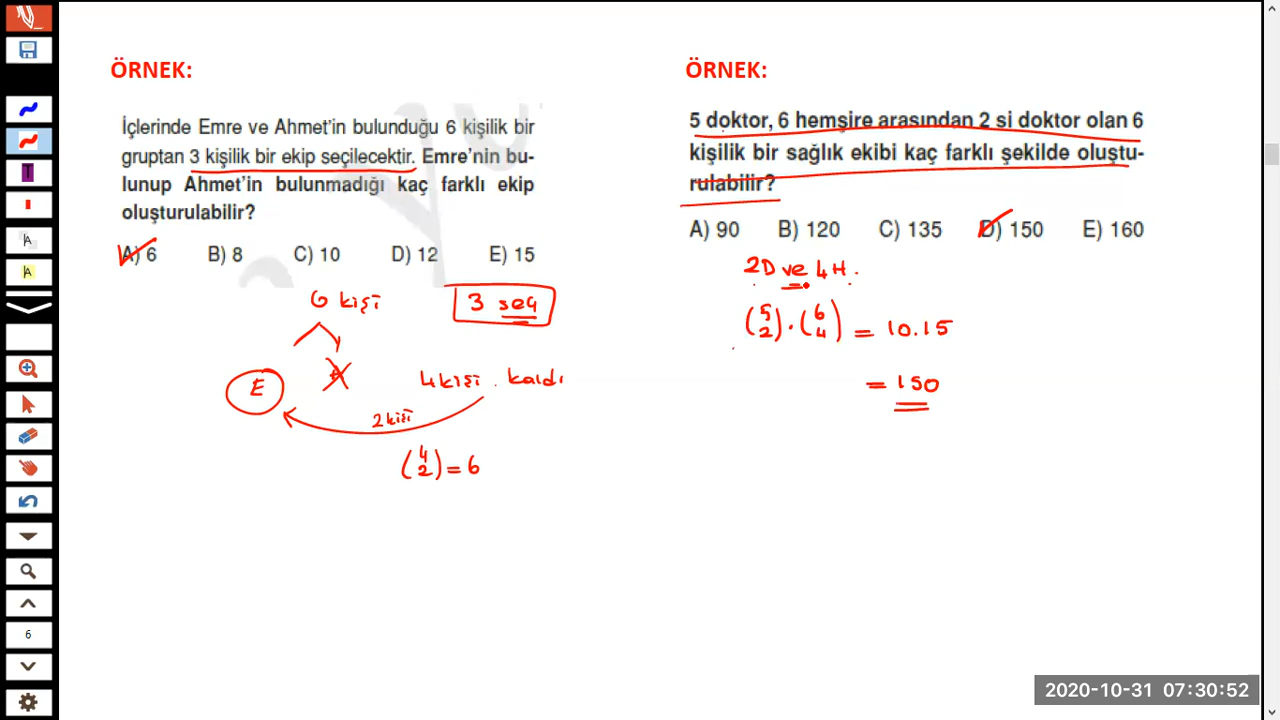 ÖRNEK:
İçlerinde Emre ve Ahmet'in bulunduğu 6 kişilik bir
gruptan 3 kişilik bir ekip seçilecektir. Emre'nin bu-
lunup Ahmet'in bulunmadığı kaç farklı ekip
oluşturulabilir?
A) 6 B) 8 C) 10 D) 12 E) 15
6 kişi
3 seç
E
A
4 kişi kaldı
2 kişi
(4 2) = 6
ÖRNEK:
5 doktor, 6 hemşire arasından 2 si doktor olan 6
kişilik bir sağlık ekibi kaç farklı şekilde oluştu-
rulabilir?
A) 90 B) 120 C) 135 D) 150 E) 160
2D ve 4H.
(5 2) . (6 4) = 10.15
= 150
T
A
A
6
2020-10-31 07:30:52